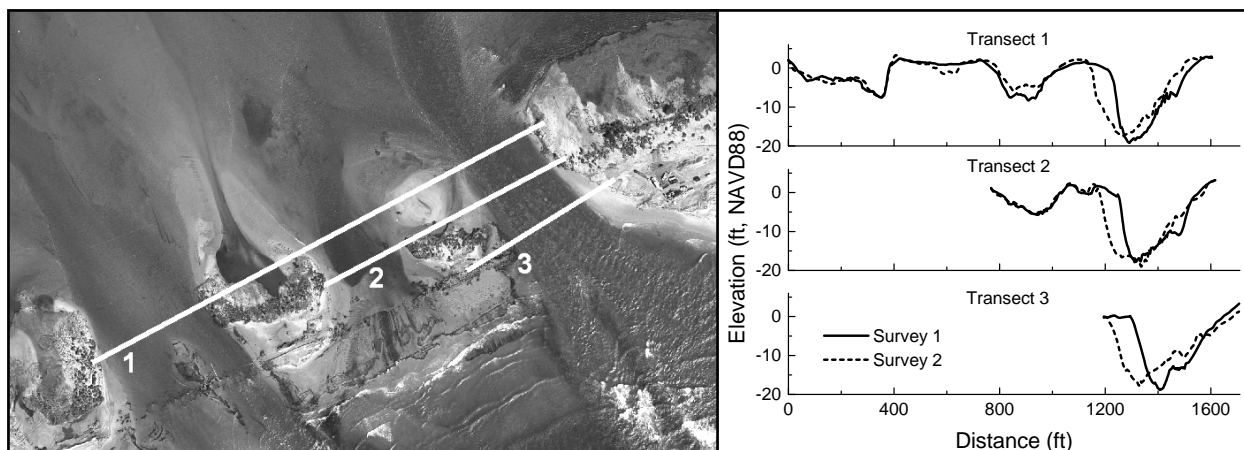 1
2
3
Transect 1
0
-10
-20
Transect 2
0
-10
-20
Transect 3
0
-10
-20
Survey 1
Survey 2
0 400 800 1200 1600
Distance (ft)
Elevation (ft, NAVD88)